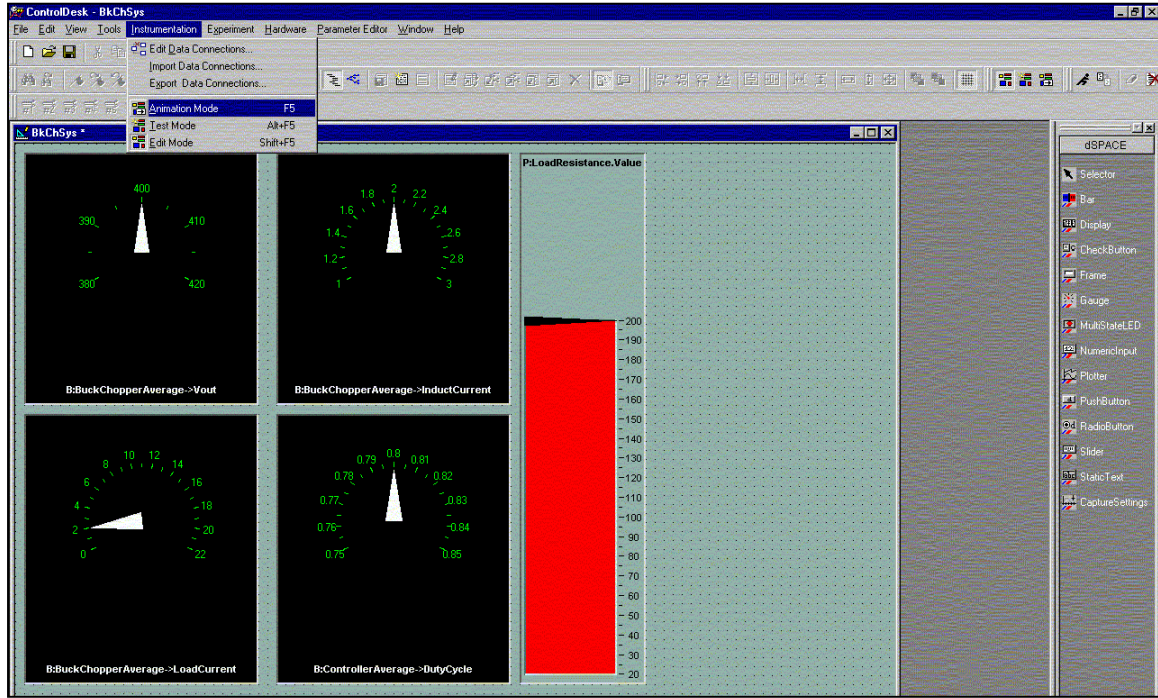 ControlDesk - BkChSys
File Edit View Tools Instrumentation Experiment Hardware Parameter Editor Window Help
Edit Data Connections...
Import Data Connections...
Export Data Connections...
Animation Mode F5
Test Mode Alt+F5
Edit Mode Shift+F5
BkChSys *
380 390 400 410 420
B:BuckChopperAverage->Vout
1 1.2 1.4 1.6 1.8 2 2.2 2.4 2.6 2.8 3
B:BuckChopperAverage->InductCurrent
0 2 4 6 8 10 12 14 16 18 20 22
B:BuckChopperAverage->LoadCurrent
0.75 0.76 0.77 0.78 0.79 0.8 0.81 0.82 0.83 0.84 0.85
B:ControllerAverage->DutyCycle
P:LoadResistance.Value
200
190
180
170
160
150
140
130
120
110
100
90
80
70
60
50
40
30
20
dSPACE
Selector
Bar
Display
CheckButton
Frame
Gauge
MultiStateLED
NumericInput
Plotter
PushButton
RadioButton
Slider
StaticText
CaptureSettings